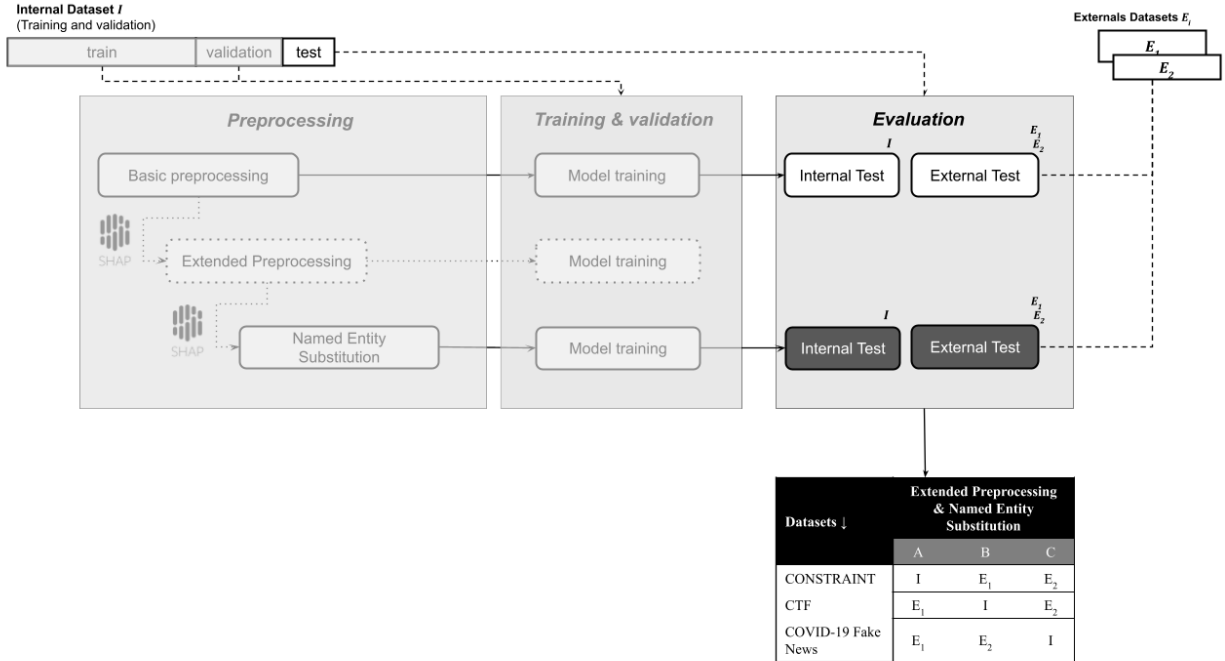 Internal Dataset I
(Training and validation)
train
validation
test
Externals Datasets Eᵢ
E₁
E₂
Preprocessing
Training & validation
Evaluation
I
E₁
E₂
Basic preprocessing
Model training
Internal Test
External Test
SHAP
Extended Preprocessing
Model training
I
E₁
E₂
SHAP
Named Entity
Substitution
Model training
Internal Test
External Test
Datasets ↓
Extended Preprocessing
& Named Entity
Substitution
A B C
CONSTRAINT I E₁ E₂
CTF E₁ I E₂
COVID-19 Fake
News E₁ E₂ I